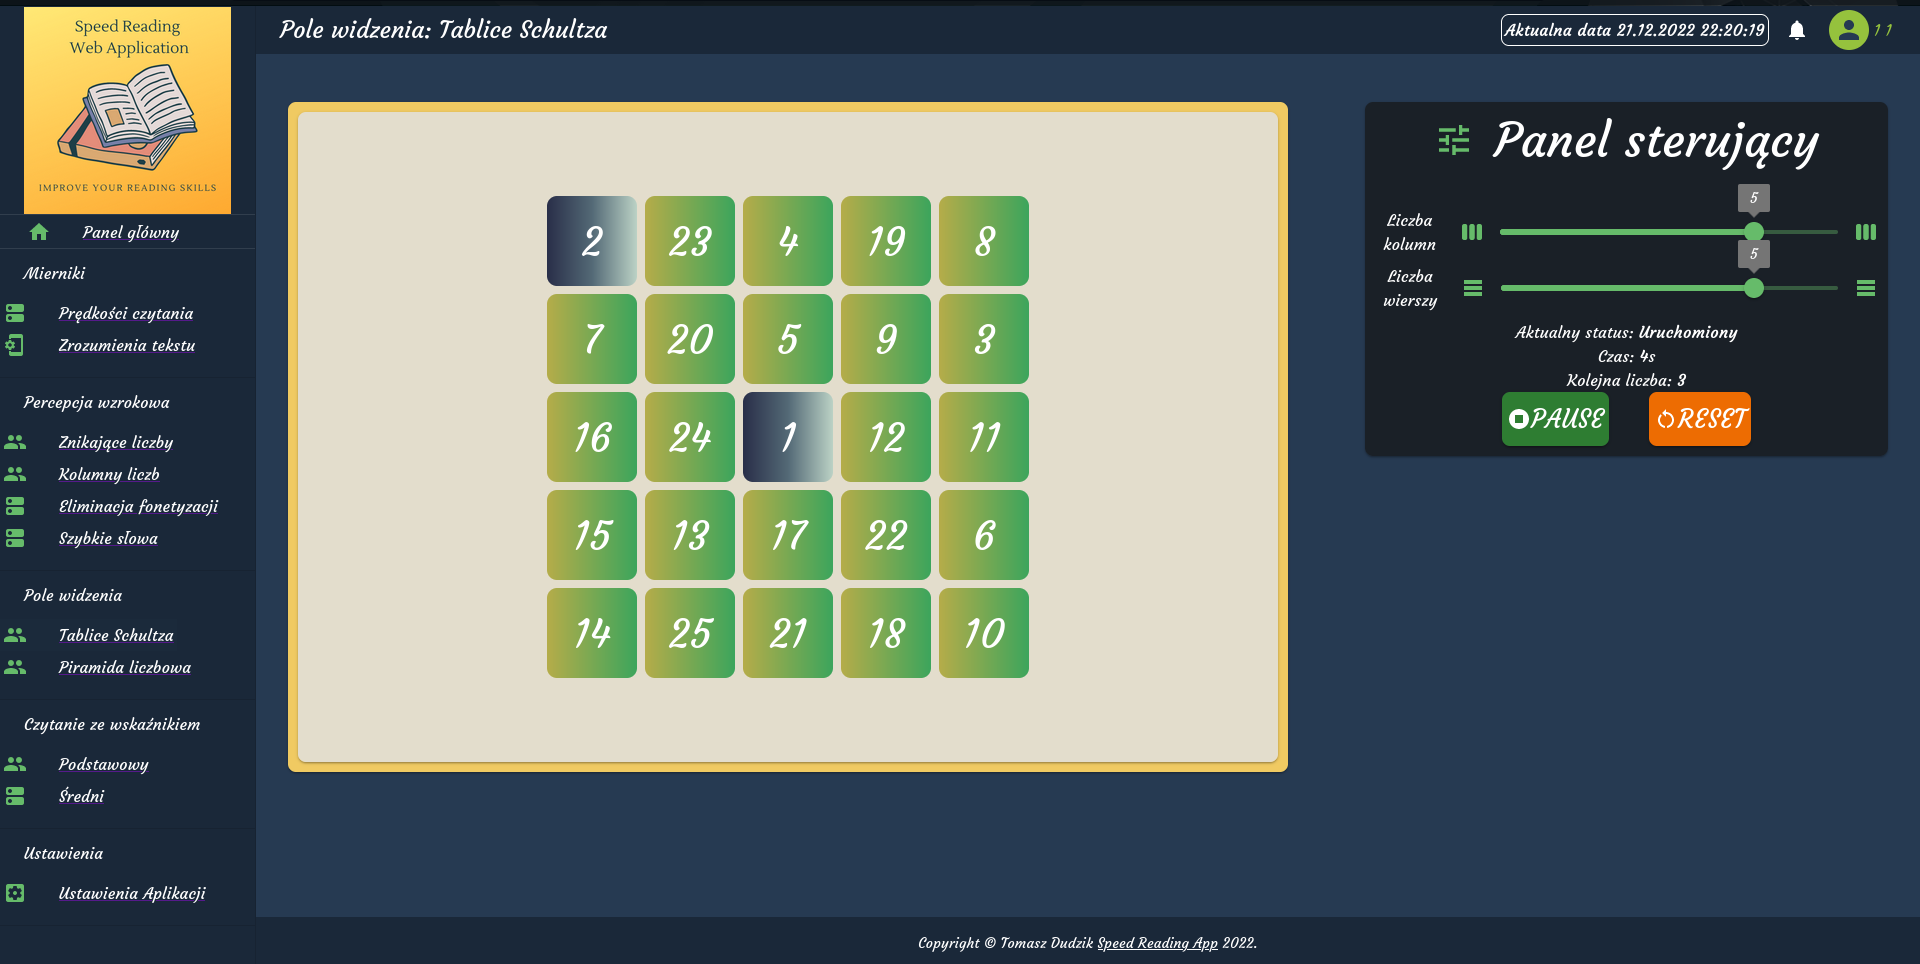 Speed Reading
Web Application
IMPROVE YOUR READING SKILLS
Panel główny
Mierniki
Prędkości czytania
Zrozumienia tekstu
Percepcja wzrokowa
Znikające liczby
Kolumny liczb
Eliminacja fonetyzacji
Szybkie słowa
Pole widzenia
Tablice Schultza
Piramida liczbowa
Czytanie ze wskaźnikiem
Podstawowy
Średni
Ustawienia
Ustawienia Aplikacji
Pole widzenia: Tablice Schultza
Aktualna data 21.12.2022 22:20:19
1 1
2 23 4 19 8
7 20 5 9 3
16 24 1 12 11
15 13 17 22 6
14 25 21 18 10
Panel sterujący
5
Liczba
kolumn
5
Liczba
wierszy
Aktualny status: Uruchomiony
Czas: 4s
Kolejna liczba: 3
PAUSE RESET
Copyright © Tomasz Dudzik Speed Reading App 2022.